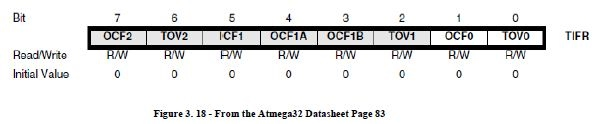 Bit 7 6 5 4 3 2 1 0
OCF2 TOV2 ICF1 OCF1A OCF1B TOV1 OCF0 TOV0 TIFR
Read/Write R/W R/W R/W R/W R/W R/W R/W R/W
Initial Value 0 0 0 0 0 0 0 0
Figure 3. 18 - From the Atmega32 Datasheet Page 83